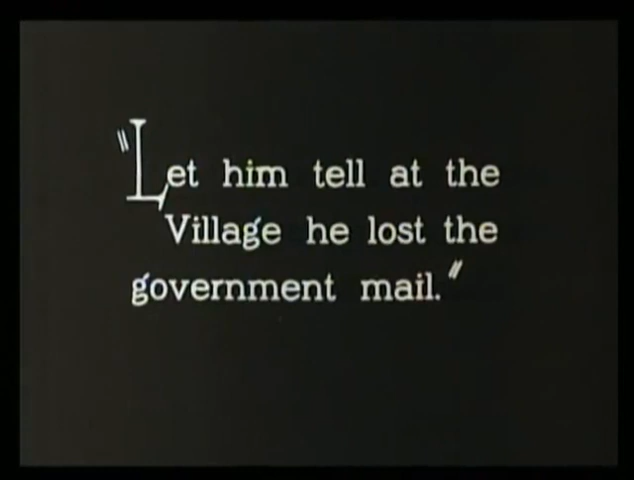 "Let him tell at the
Village he lost the
government mail."